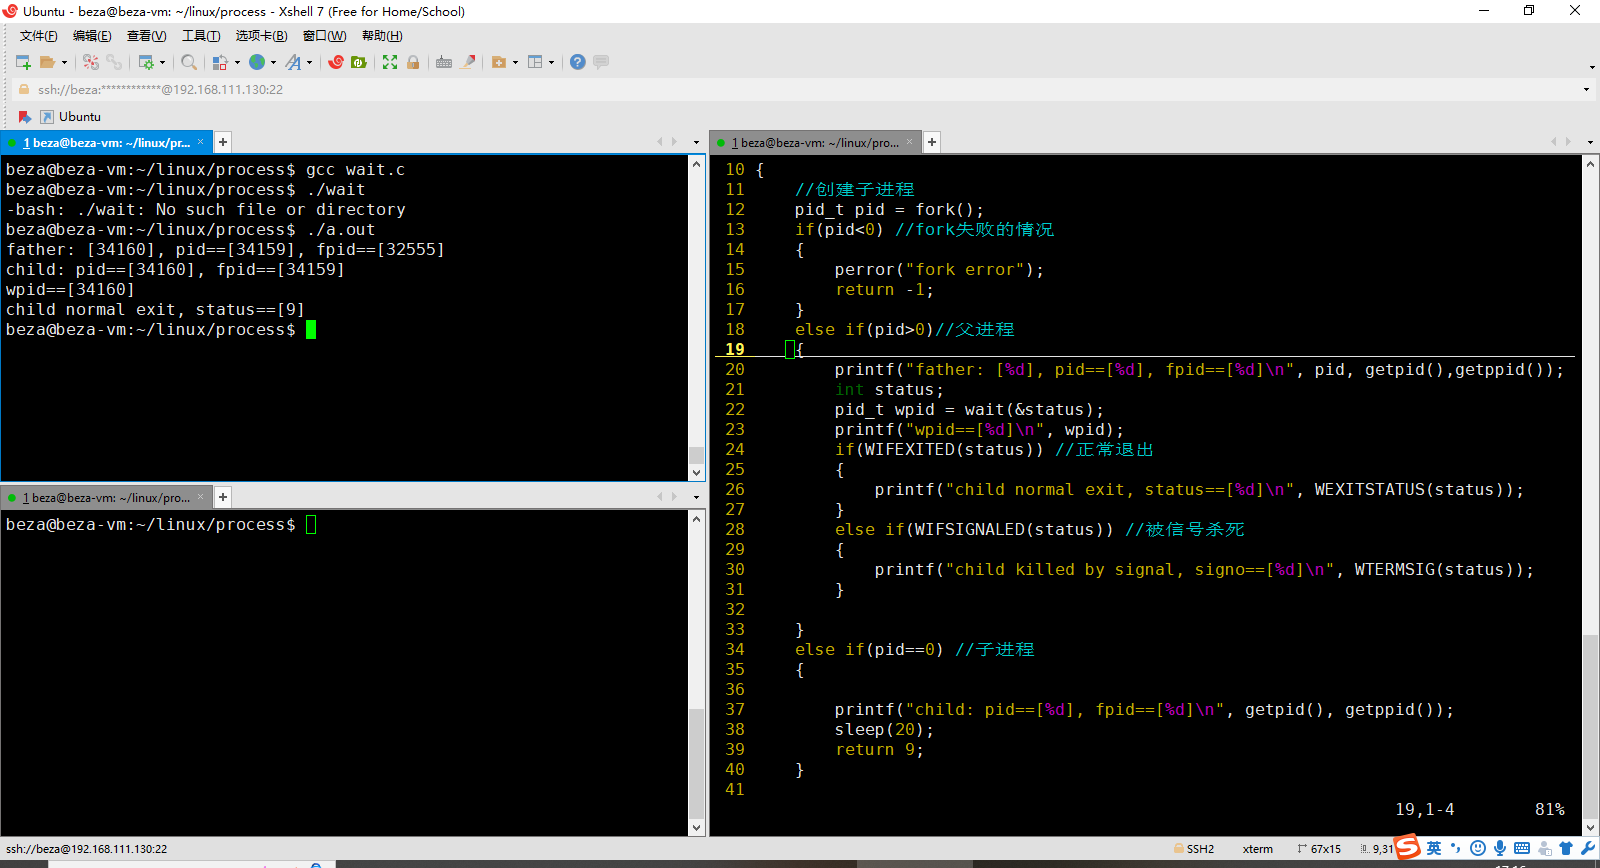 Ubuntu - beza@beza-vm: ~/linux/process - Xshell 7 (Free for Home/School)
文件(F) 编辑(E) 查看(V) 工具(T) 选项卡(B) 窗口(W) 帮助(H)
ssh://beza:************@192.168.111.130:22
Ubuntu
1 beza@beza-vm: ~/linux/pr... × +
beza@beza-vm:~/linux/process$ gcc wait.c
beza@beza-vm:~/linux/process$ ./wait
-bash: ./wait: No such file or directory
beza@beza-vm:~/linux/process$ ./a.out
father: [34160], pid==[34159], fpid==[32555]
child: pid==[34160], fpid==[34159]
wpid==[34160]
child normal exit, status==[9]
beza@beza-vm:~/linux/process$
1 beza@beza-vm: ~/linux/pro... × +
beza@beza-vm:~/linux/process$
1 beza@beza-vm: ~/linux/pro... × +
10 {
11     //创建子进程
12     pid_t pid = fork();
13     if(pid<0) //fork失败的情况
14     {
15         perror("fork error");
16         return -1;
17     }
18     else if(pid>0)//父进程
19     {
20         printf("father: [%d], pid==[%d], fpid==[%d]\n", pid, getpid(),getppid());
21         int status;
22         pid_t wpid = wait(&status);
23         printf("wpid==[%d]\n", wpid);
24         if(WIFEXITED(status)) //正常退出
25         {
26             printf("child normal exit, status==[%d]\n", WEXITSTATUS(status));
27         }
28         else if(WIFSIGNALED(status)) //被信号杀死
29         {
30             printf("child killed by signal, signo==[%d]\n", WTERMSIG(status));
31         }
32
33     }
34     else if(pid==0) //子进程
35     {
36
37         printf("child: pid==[%d], fpid==[%d]\n", getpid(), getppid());
38         sleep(20);
39         return 9;
40     }
41
19,1-4 81%
ssh://beza@192.168.111.130:22 SSH2 xterm 67x15 9,31 英